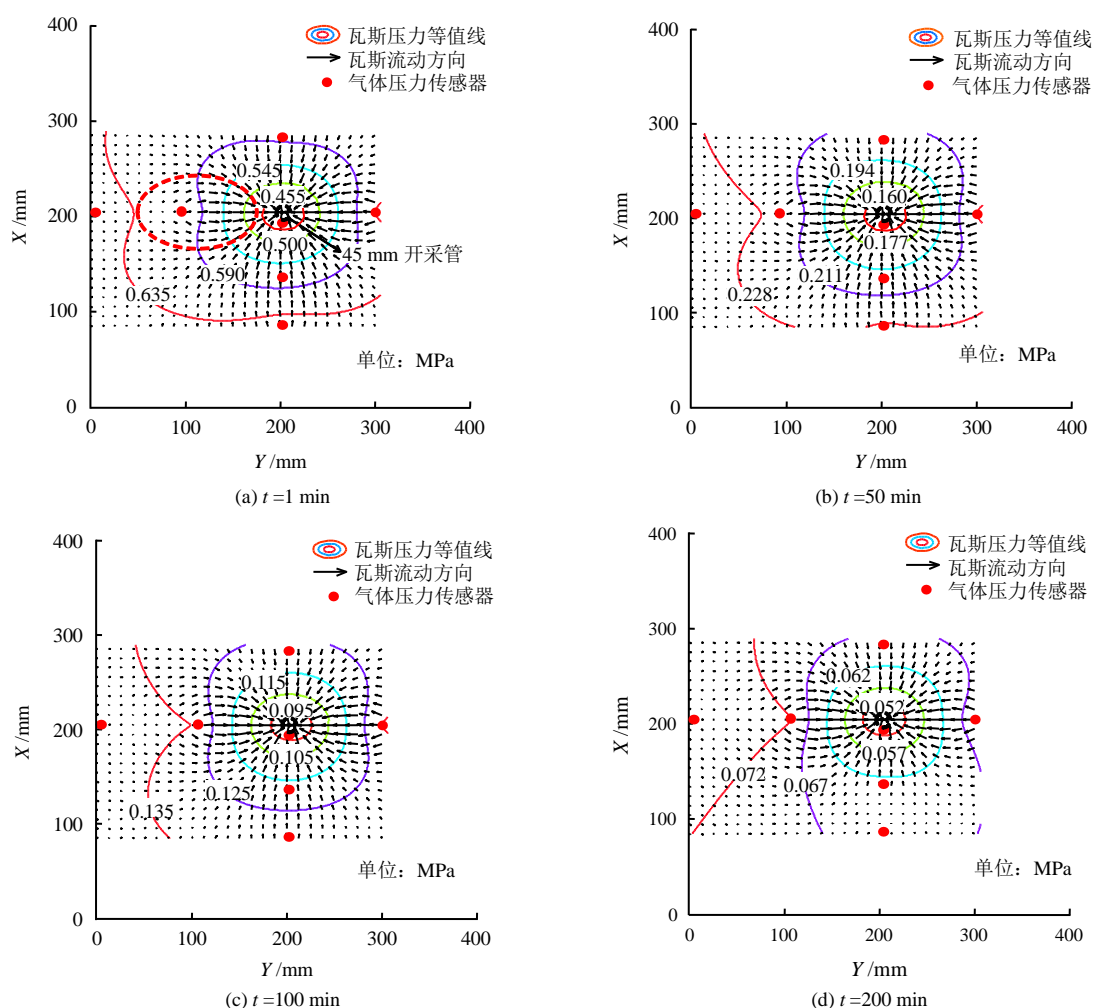 400
300
200
100
0
X /mm
瓦斯压力等值线
瓦斯流动方向
气体压力传感器
0.545
0.455
0.500
45 mm 开采管
0.590
0.635
单位：MPa
0 100 200 300 400
Y /mm
(a) t =1 min
400
300
200
100
0
X /mm
瓦斯压力等值线
瓦斯流动方向
气体压力传感器
0.194
0.160
0.177
0.211
0.228
单位：MPa
0 100 200 300 400
Y /mm
(b) t =50 min
400
300
200
100
0
X /mm
瓦斯压力等值线
瓦斯流动方向
气体压力传感器
0.115
0.095
0.105
0.125
0.135
单位：MPa
0 100 200 300 400
Y /mm
(c) t =100 min
400
300
200
100
0
X /mm
瓦斯压力等值线
瓦斯流动方向
气体压力传感器
0.062
0.052
0.057
0.072
0.067
单位：MPa
0 100 200 300 400
Y /mm
(d) t =200 min